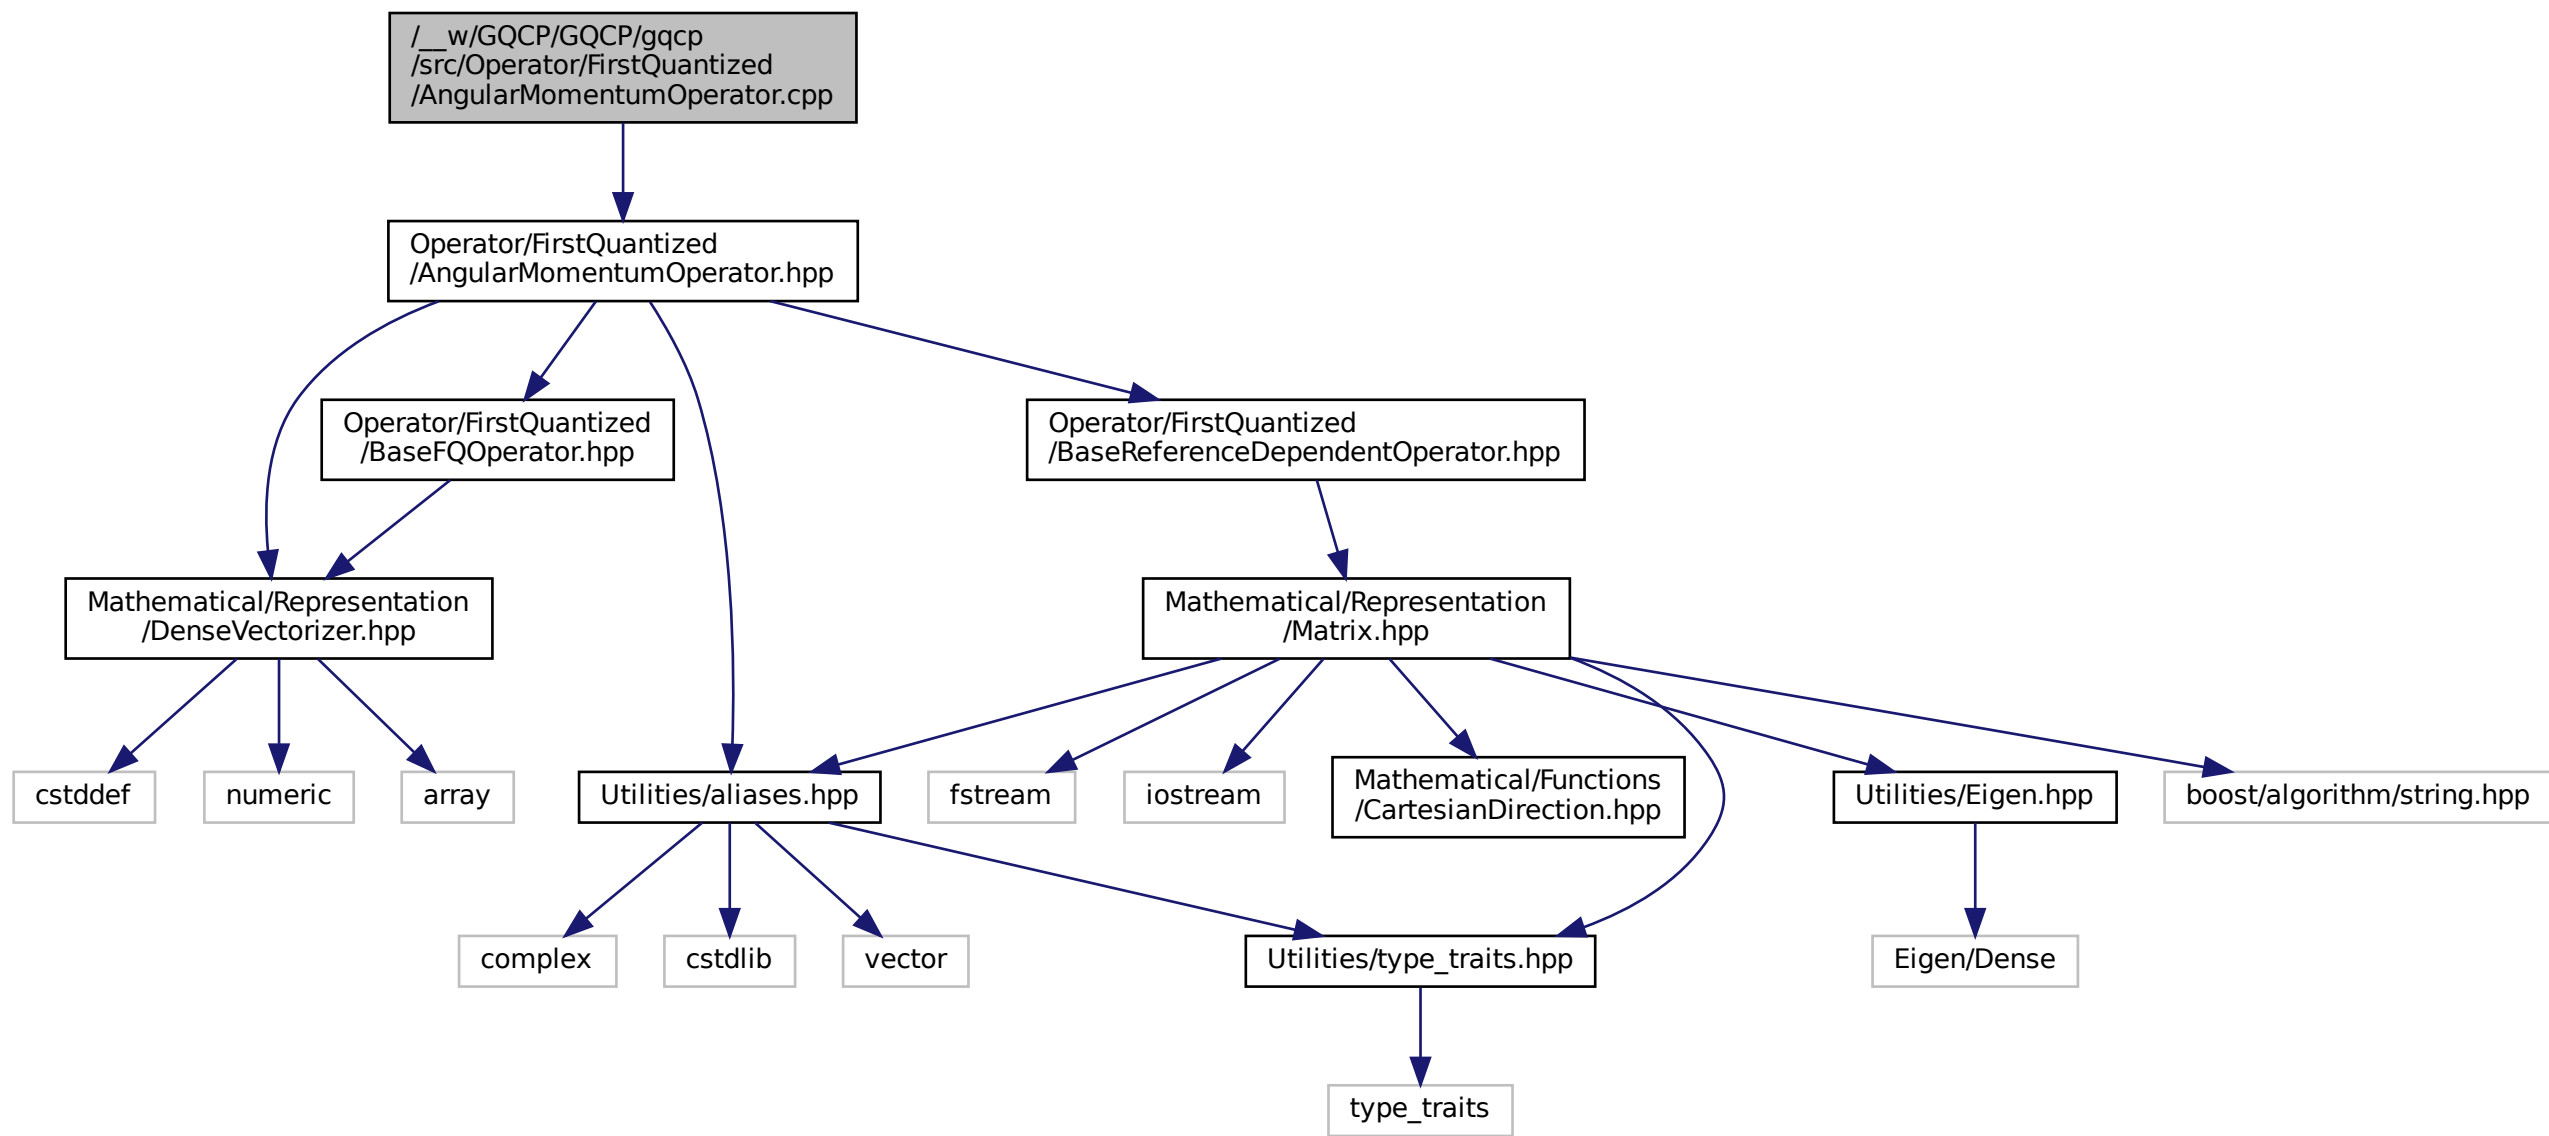 /__w/GQCP/GQCP/gqcp
/src/Operator/FirstQuantized
/AngularMomentumOperator.cpp
Operator/FirstQuantized
/AngularMomentumOperator.hpp
Operator/FirstQuantized
/BaseFQOperator.hpp
Operator/FirstQuantized
/BaseReferenceDependentOperator.hpp
Mathematical/Representation
/DenseVectorizer.hpp
Mathematical/Representation
/Matrix.hpp
cstddef
numeric
array
Utilities/aliases.hpp
fstream
iostream
Mathematical/Functions
/CartesianDirection.hpp
Utilities/Eigen.hpp
boost/algorithm/string.hpp
complex
cstdlib
vector
Utilities/type_traits.hpp
Eigen/Dense
type_traits